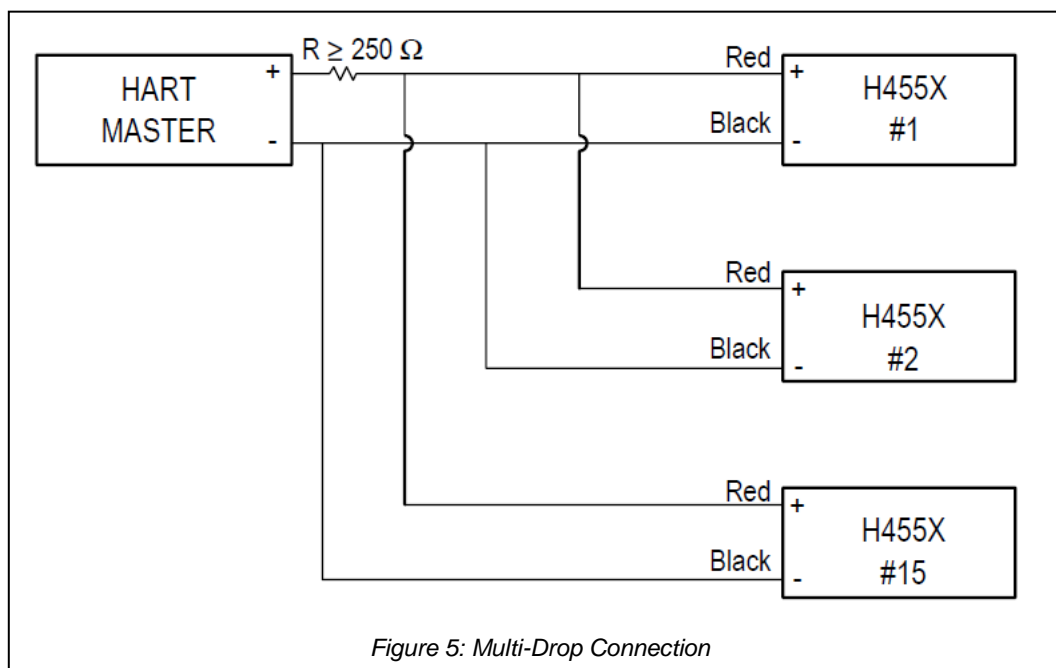 R ≥ 250 Ω
HART
MASTER
+
-
Red
Black
+
-
H455X
#1
Red
Black
+
-
H455X
#2
Red
Black
+
-
H455X
#15
Figure 5: Multi-Drop Connection